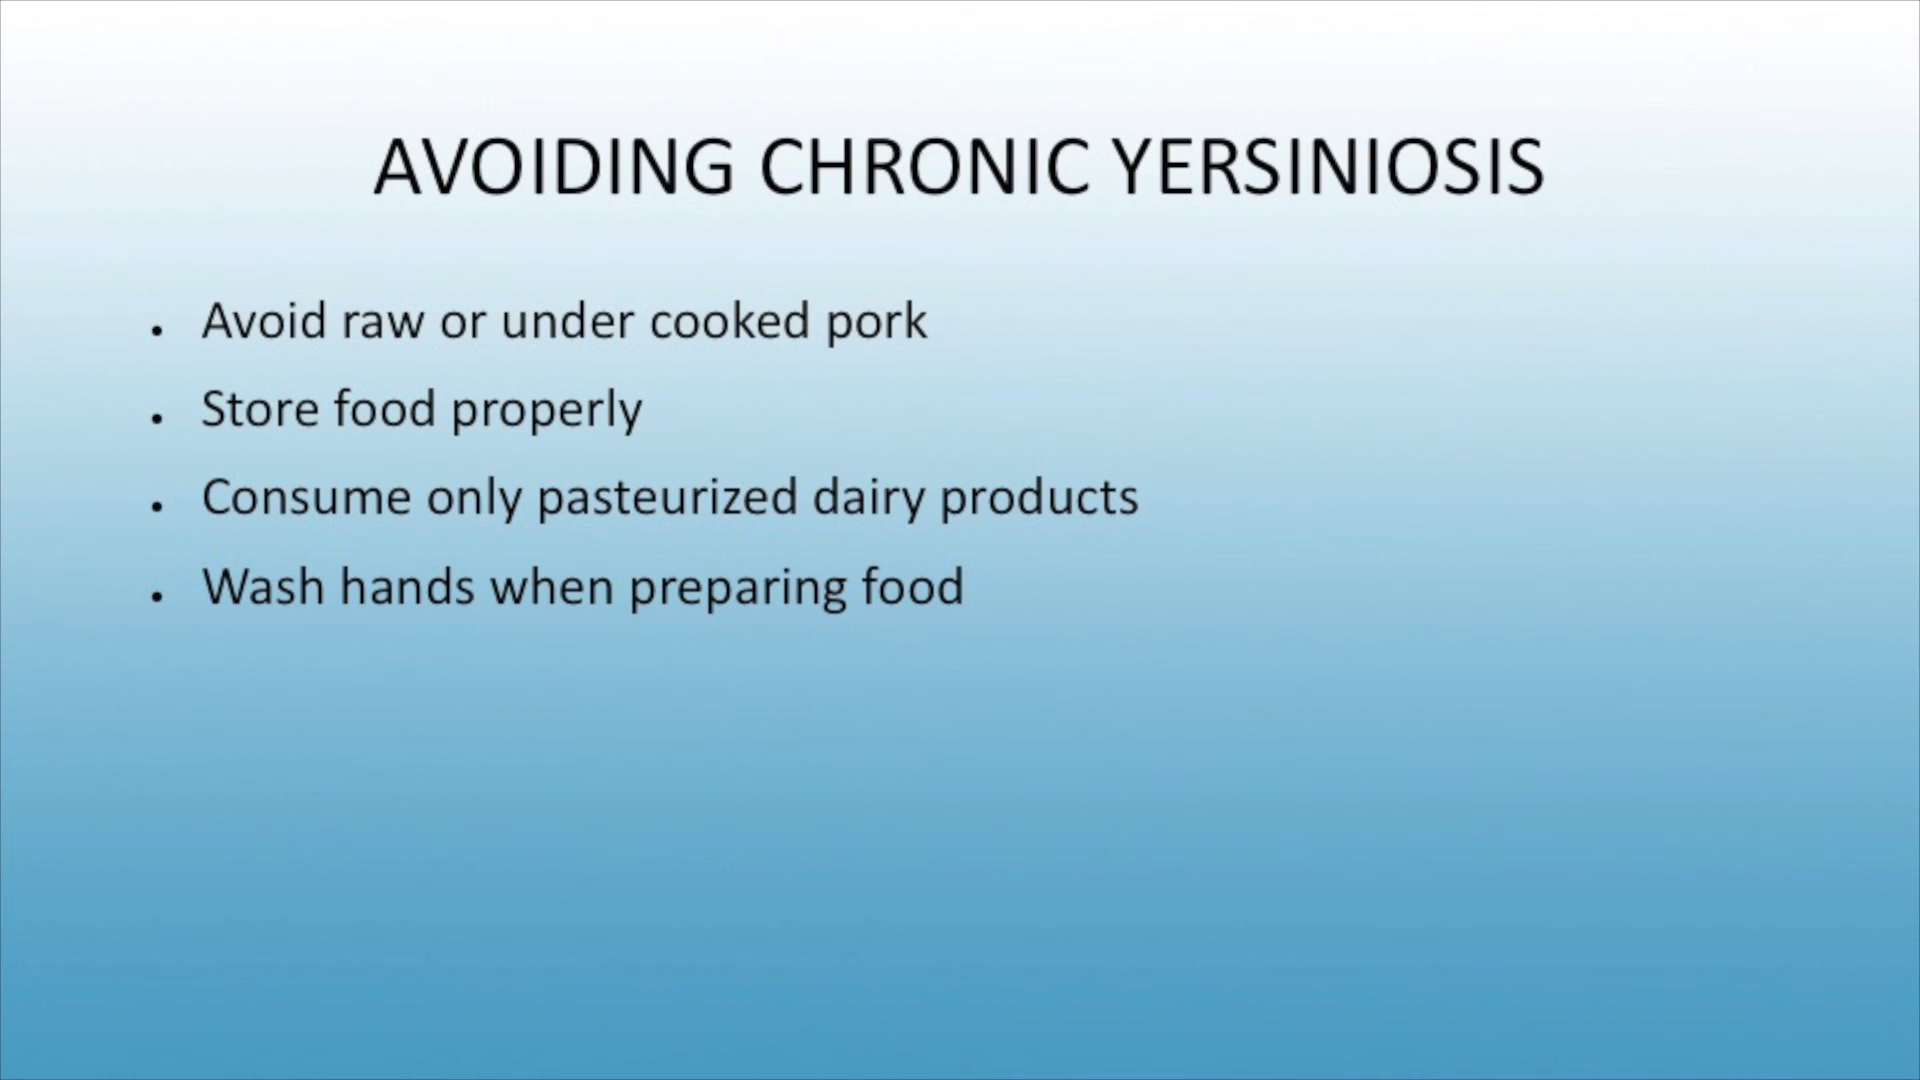 AVOIDING CHRONIC YERSINIOSIS
• Avoid raw or under cooked pork
• Store food properly
• Consume only pasteurized dairy products
• Wash hands when preparing food